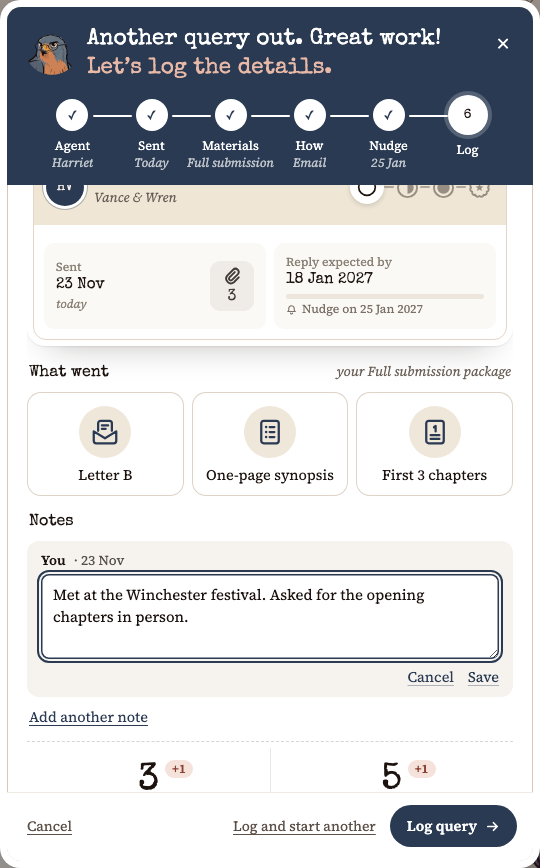 Another query out. Great work!
Let's log the details.
✓ ✓ ✓ ✓ ✓ 6
Agent Sent Materials How Nudge Log
Harriet Today Full submission Email 25 Jan
Vance & Wren
Sent
23 Nov
today
3
Reply expected by
18 Jan 2027
Nudge on 25 Jan 2027
What went your Full submission package
Letter B One-page synopsis First 3 chapters
Notes
You · 23 Nov
Met at the Winchester festival. Asked for the opening
chapters in person.
Cancel Save
Add another note
3 +1 5 +1
Cancel Log and start another Log query →